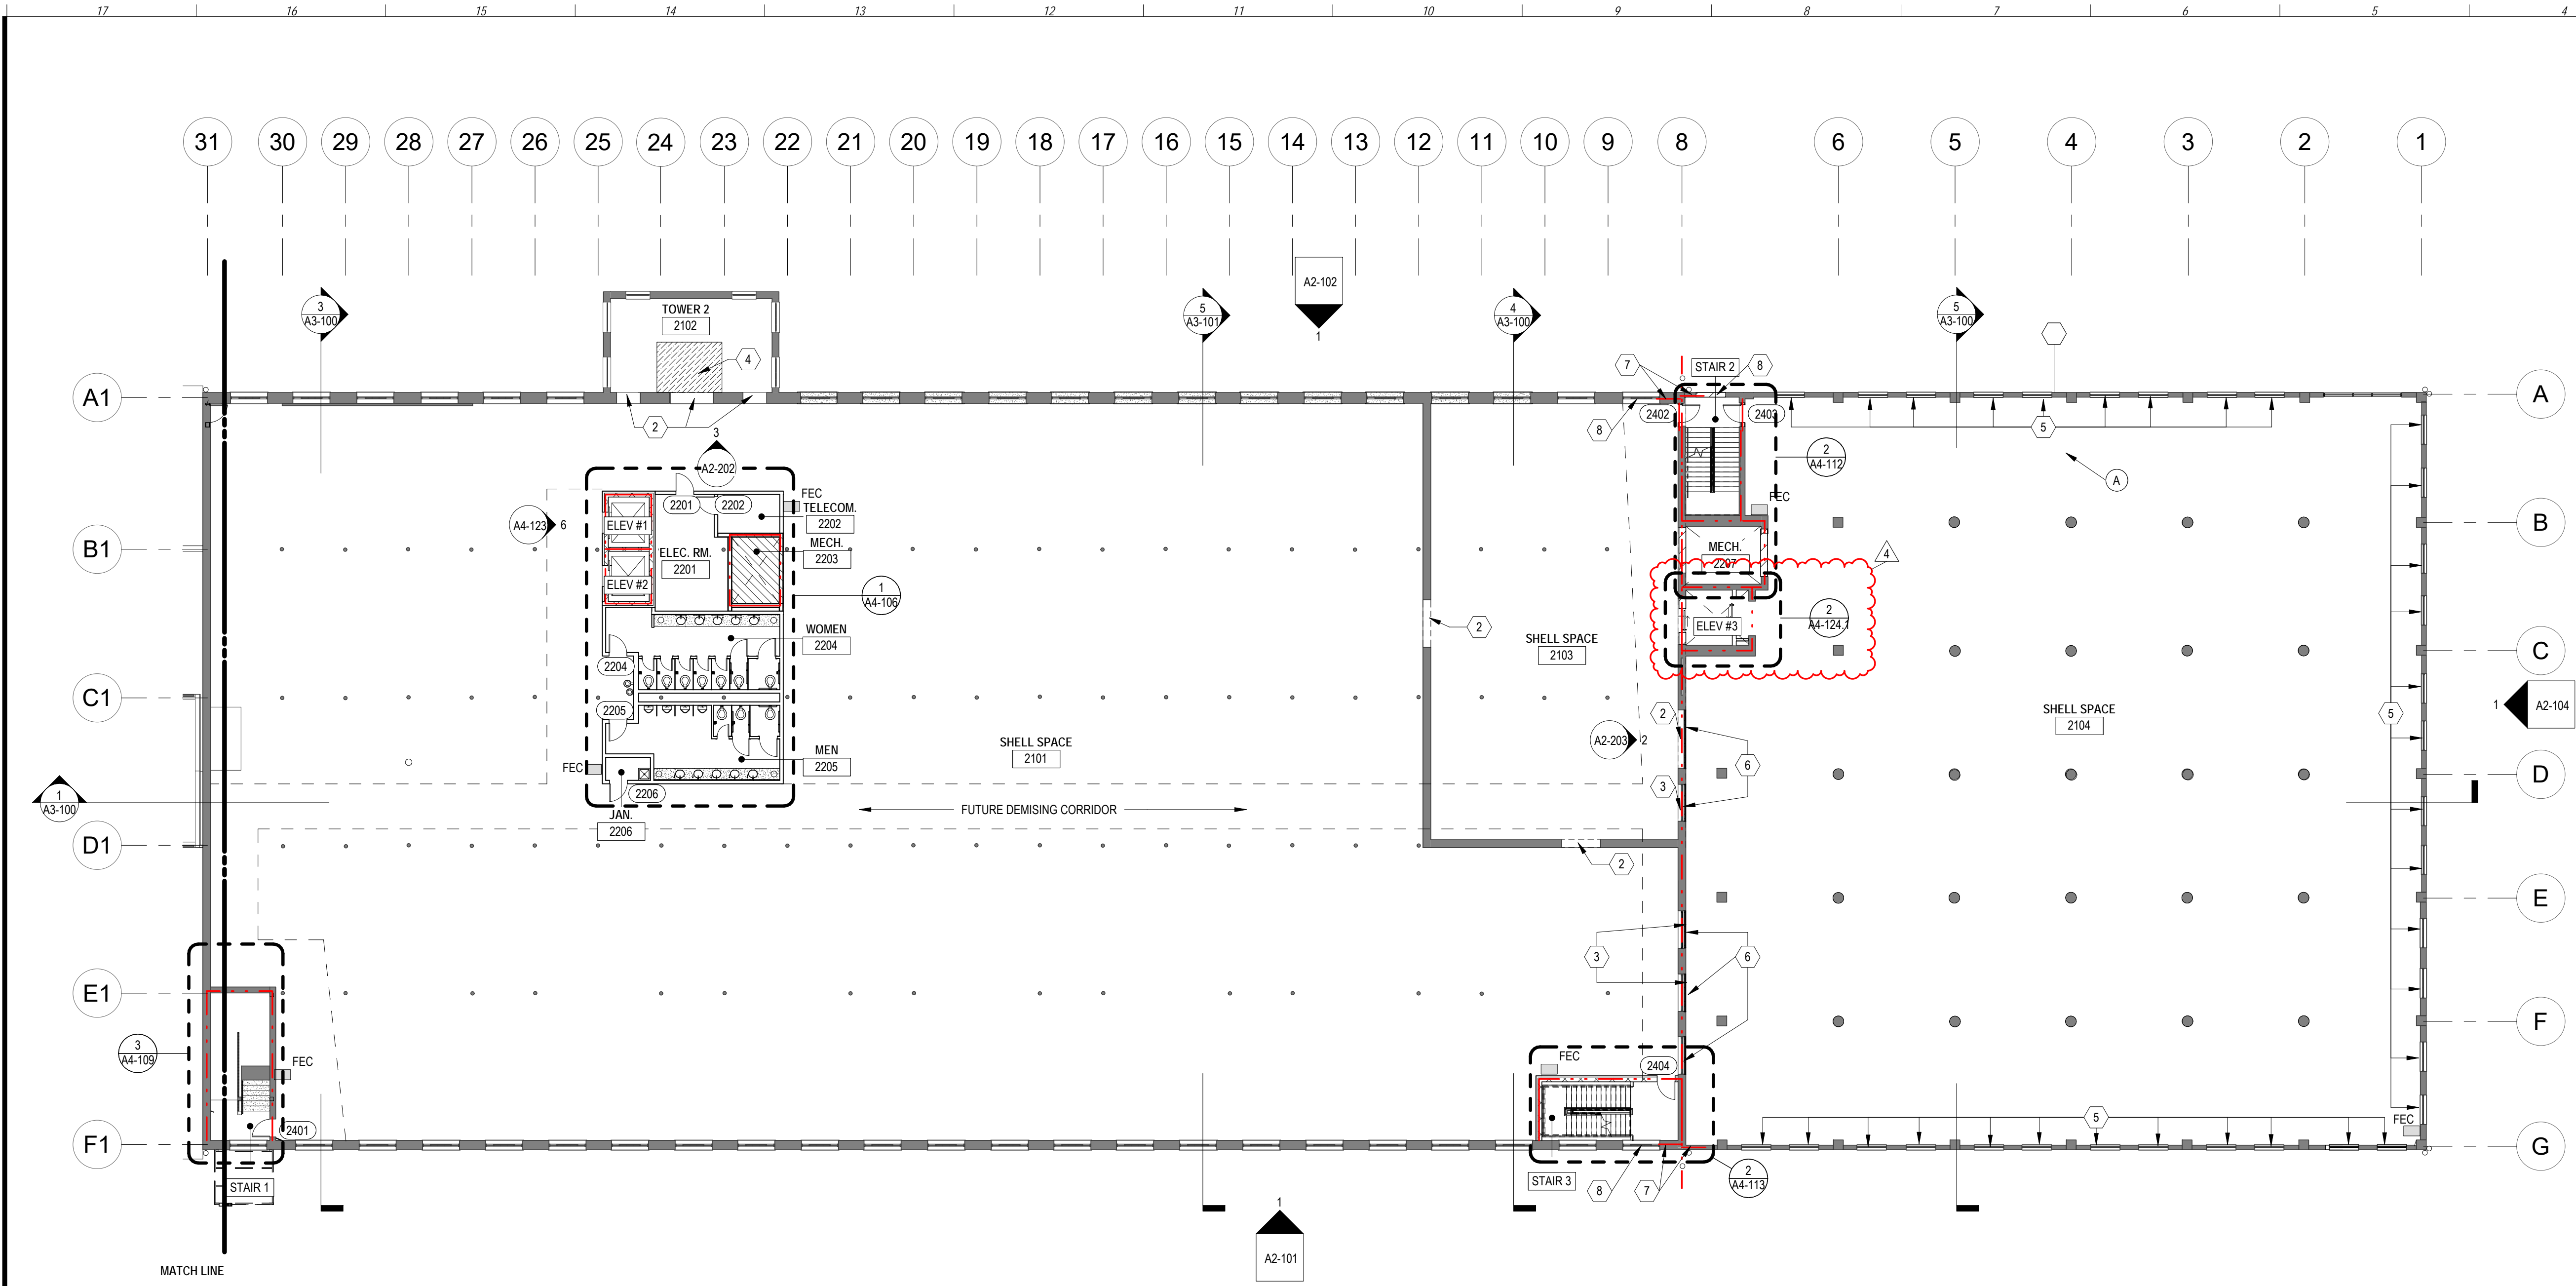 17 16 15 14 13 12 11 10 9 8 7 6 5 4
31 30 29 28 27 26 25 24 23 22 21 20 19 18 17 16 15 14 13 12 11 10 9 8 6 5 4 3 2 1
A2-102
1
3
A3-100
TOWER 2
2102
4
5
A3-101
4
A3-100
5
A3-100
7
STAIR 2
8
A1
A
2
8
2402
2403
5
3
A2-202
2
A4-112
A
FEC
2201
2202
FEC
TELECOM.
2202
A4-123
6
ELEV #1
B
B1
ELEC. RM.
2201
MECH.
2203
MECH.
2207
4
ELEV #2
1
A4-106
2
A4-124.1
ELEV #3
WOMEN
2204
2
SHELL SPACE
2103
C
2204
C1
2205
SHELL SPACE
2104
5
1
A2-104
2
SHELL SPACE
2101
A2-203
2
MEN
2205
FEC
6
D
3
2206
1
A3-100
FUTURE DEMISING CORRIDOR
JAN.
2206
D1
2
E
3
6
E1
F
3
A4-109
FEC
FEC
2404
5
FEC
2401
F1
G
STAIR 1
STAIR 3
8
7
2
A4-113
1
A2-101
MATCH LINE